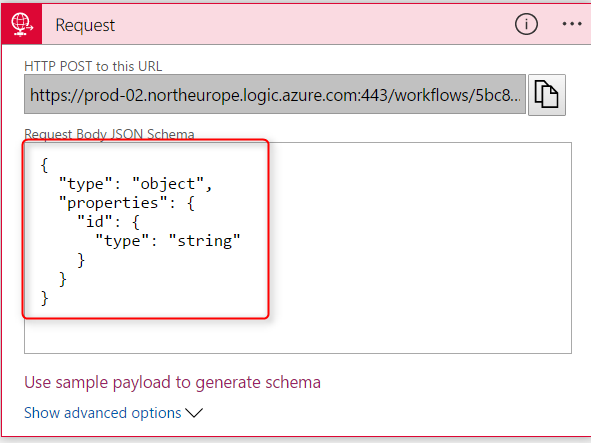 Request
HTTP POST to this URL
https://prod-02.northeurope.logic.azure.com:443/workflows/5bc8...
Request Body JSON Schema
{
"type": "object",
"properties": {
"id": {
"type": "string"
}
}
}
Use sample payload to generate schema
Show advanced options